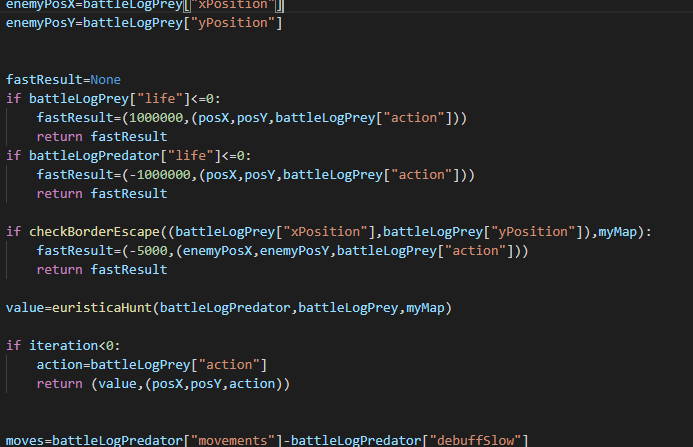 enemyPosX=battleLogPrey["xPosition"]
enemyPosY=battleLogPrey["yPosition"]
fastResult=None
if battleLogPrey["life"]<=0:
fastResult=(1000000,(posX,posY,battleLogPrey["action"]))
return fastResult
if battleLogPredator["life"]<=0:
fastResult=(-1000000,(posX,posY,battleLogPrey["action"]))
return fastResult
if checkBorderEscape((battleLogPrey["xPosition"],battleLogPrey["yPosition"]),myMap):
fastResult=(-5000,(enemyPosX,enemyPosY,battleLogPrey["action"]))
return fastResult
value=euristicaHunt(battleLogPredator,battleLogPrey,myMap)
if iteration<0:
action=battleLogPrey["action"]
return (value,(posX,posY,action))
moves=battleLogPredator["movements"]-battleLogPredator["debuffSlow"]